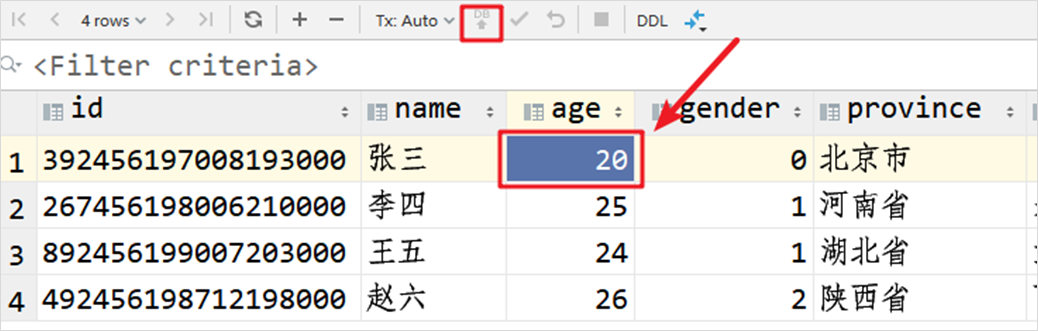 4 rows Tx: Auto DB DDL
<Filter criteria>
id name age gender province
1 392456197008193000 张三 20 0 北京市
2 267456198006210000 李四 25 1 河南省
3 892456199007203000 王五 24 1 湖北省
4 492456198712198000 赵六 26 2 陕西省